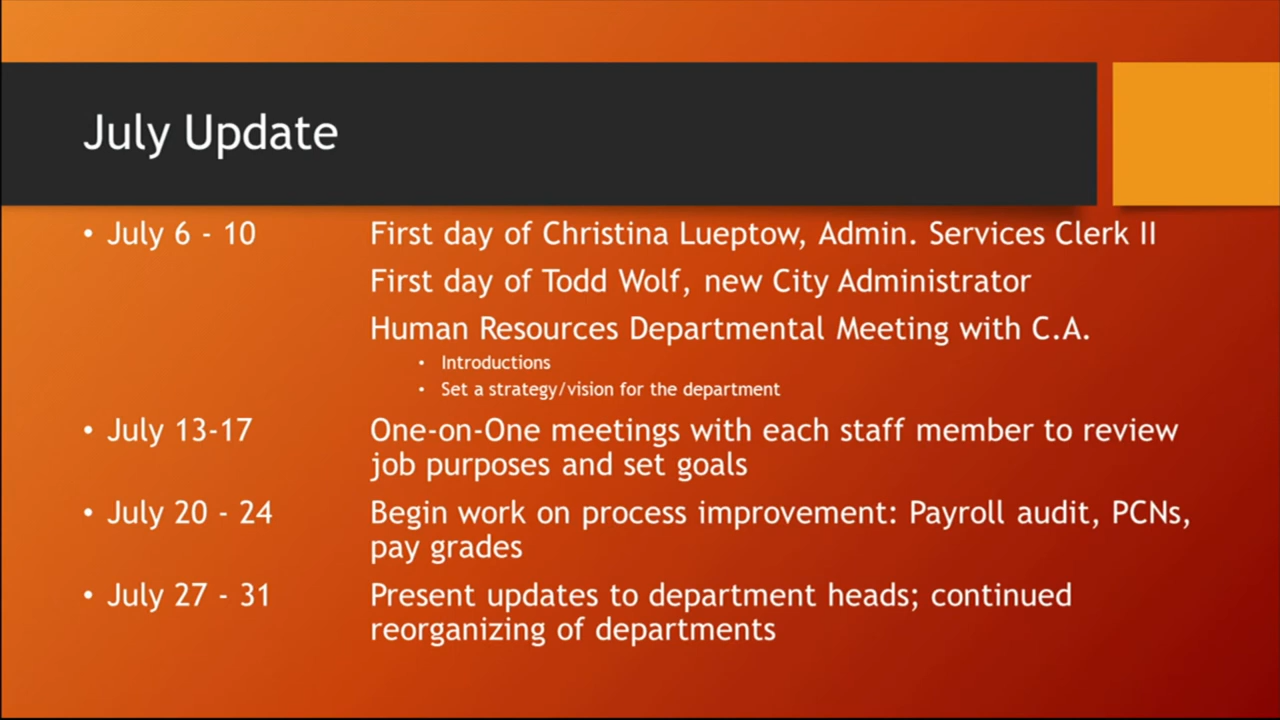 July Update
• July 6 - 10 First day of Christina Lueptow, Admin. Services Clerk II
First day of Todd Wolf, new City Administrator
Human Resources Departmental Meeting with C.A.
• Introductions
• Set a strategy/vision for the department
• July 13-17 One-on-One meetings with each staff member to review
job purposes and set goals
• July 20 - 24 Begin work on process improvement: Payroll audit, PCNs,
pay grades
• July 27 - 31 Present updates to department heads; continued
reorganizing of departments